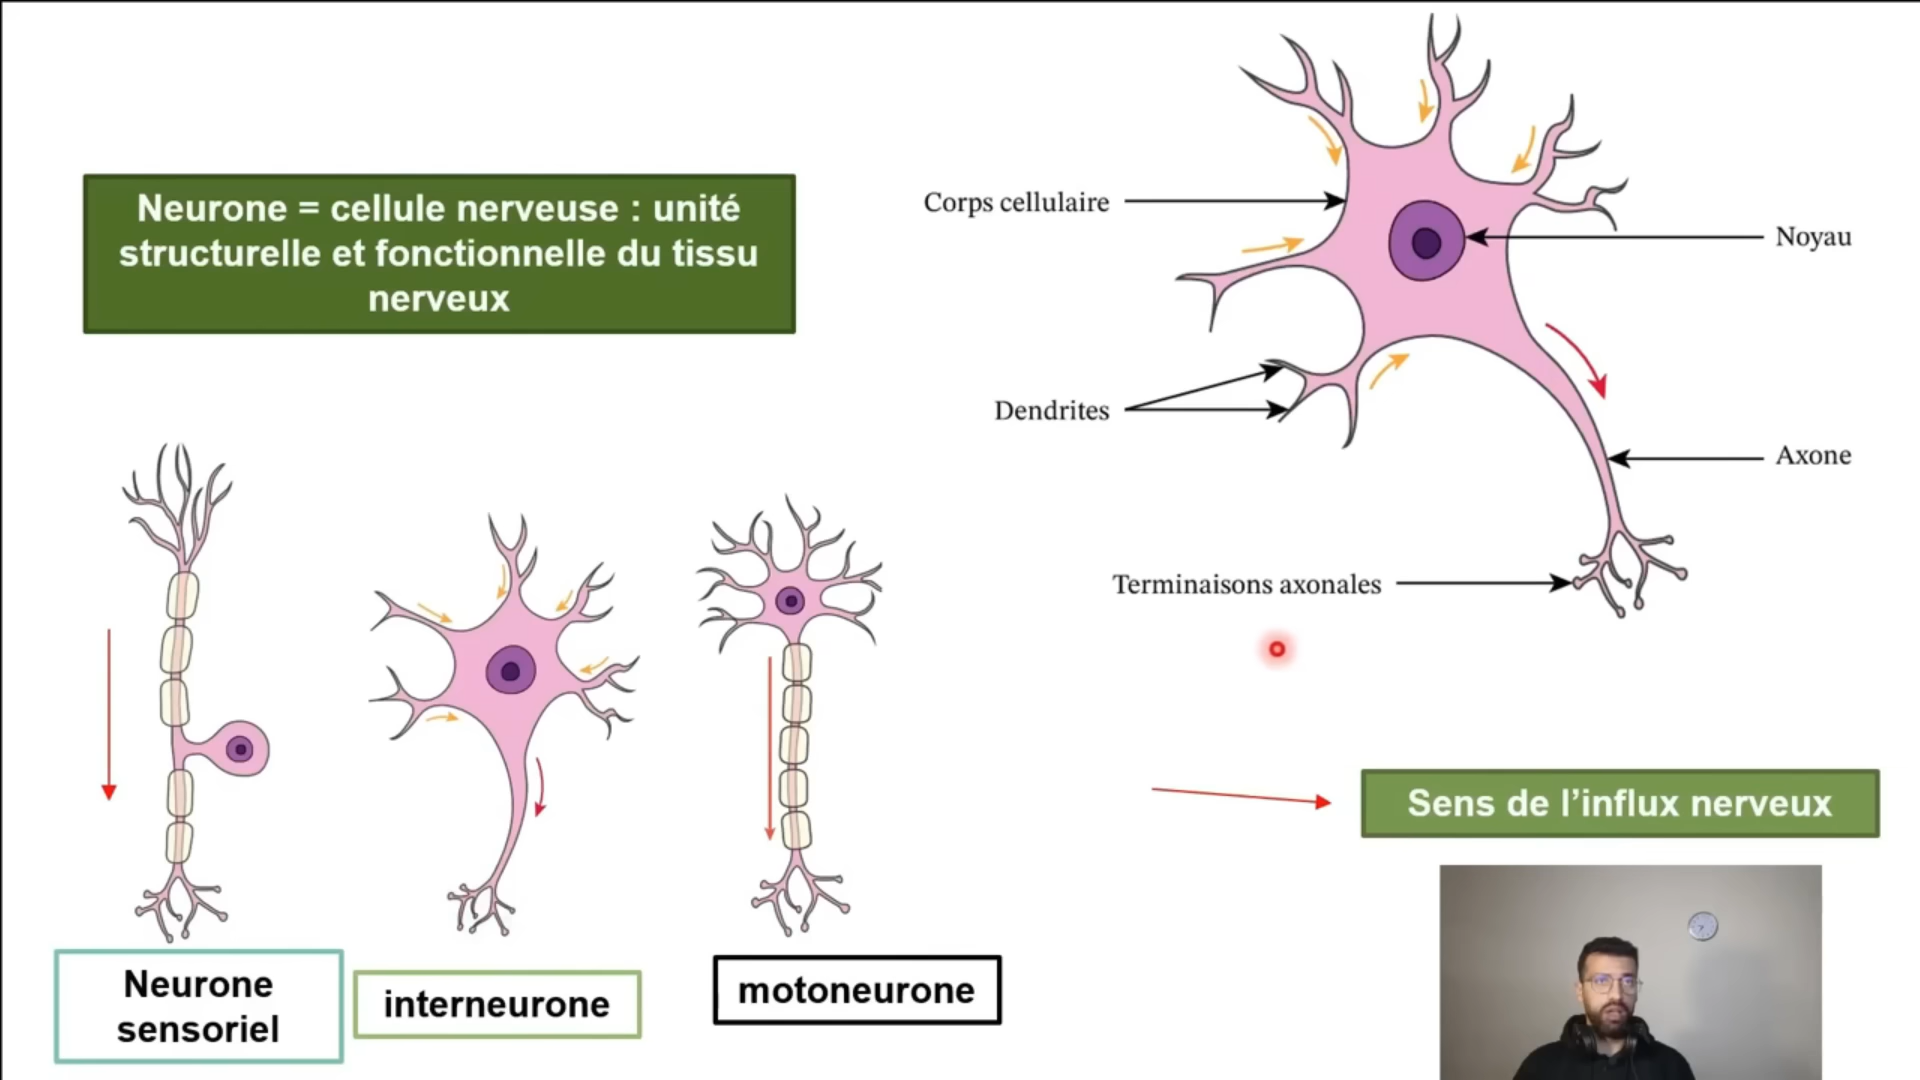 Neurone = cellule nerveuse : unité
structurelle et fonctionnelle du tissu
nerveux
Corps cellulaire
Noyau
Dendrites
Axone
Terminaisons axonales
Sens de l’influx nerveux
Neurone
sensoriel
interneurone
motoneurone